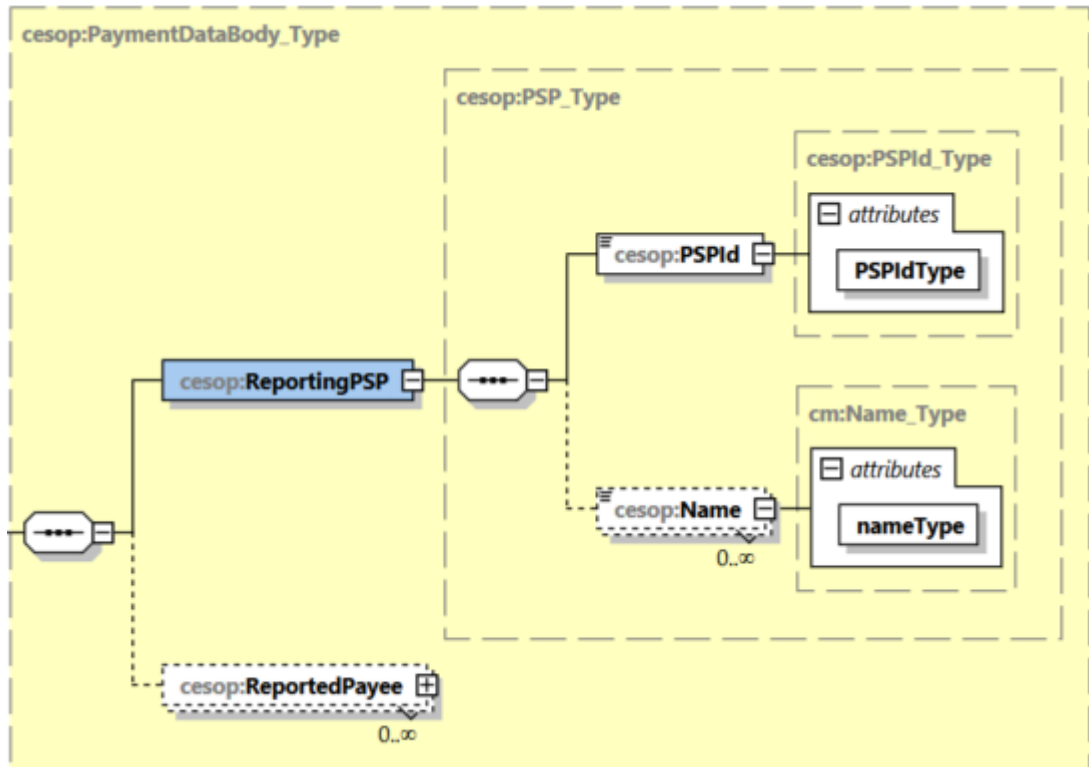 cesop:PaymentDataBody_Type
cesop:PSP_Type
cesop:PSPId_Type
attributes
cesop:PSPId
PSPIdType
cesop:ReportingPSP
cm:Name_Type
attributes
cesop:Name
nameType
0..∞
cesop:ReportedPayee
0..∞